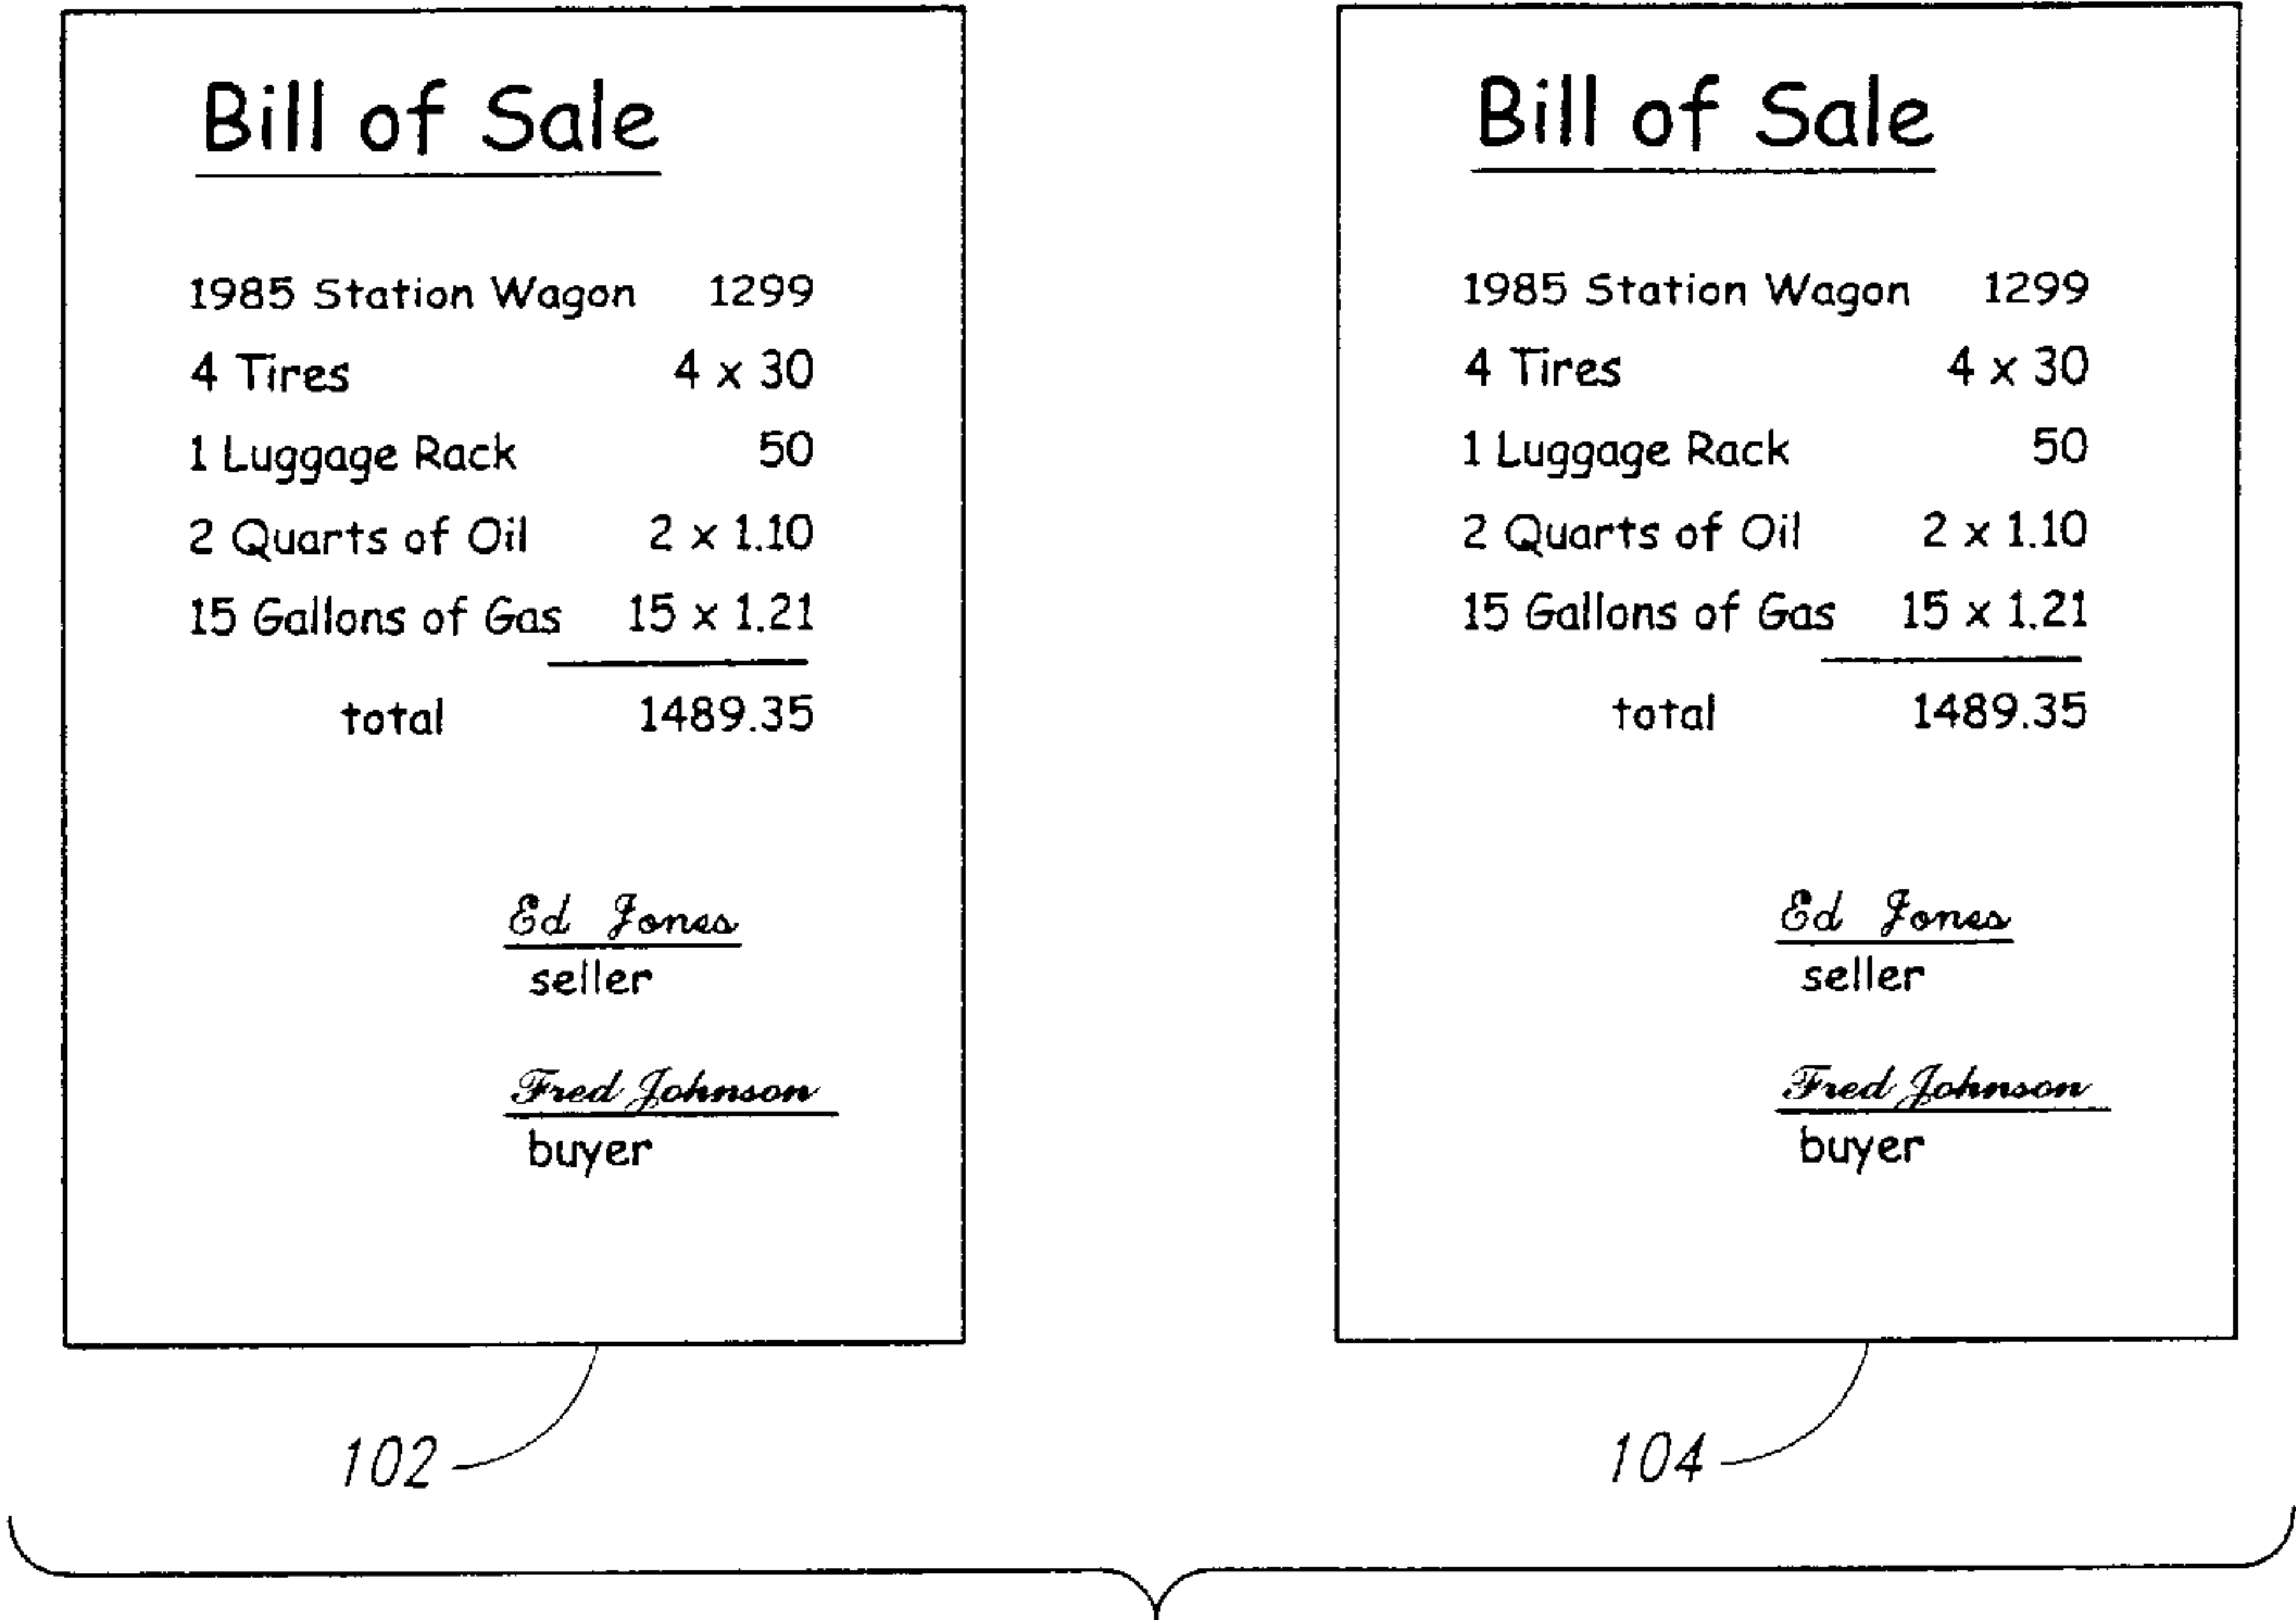 Bill of Sale
1985 Station Wagon 1299
4 Tires 4 x 30
1 Luggage Rack 50
2 Quarts of Oil 2 x 1.10
15 Gallons of Gas 15 x 1.21
total 1489.35
Ed Jones
seller
Fred Johnson
buyer
102
Bill of Sale
1985 Station Wagon 1299
4 Tires 4 x 30
1 Luggage Rack 50
2 Quarts of Oil 2 x 1.10
15 Gallons of Gas 15 x 1.21
total 1489.35
Ed Jones
seller
Fred Johnson
buyer
104